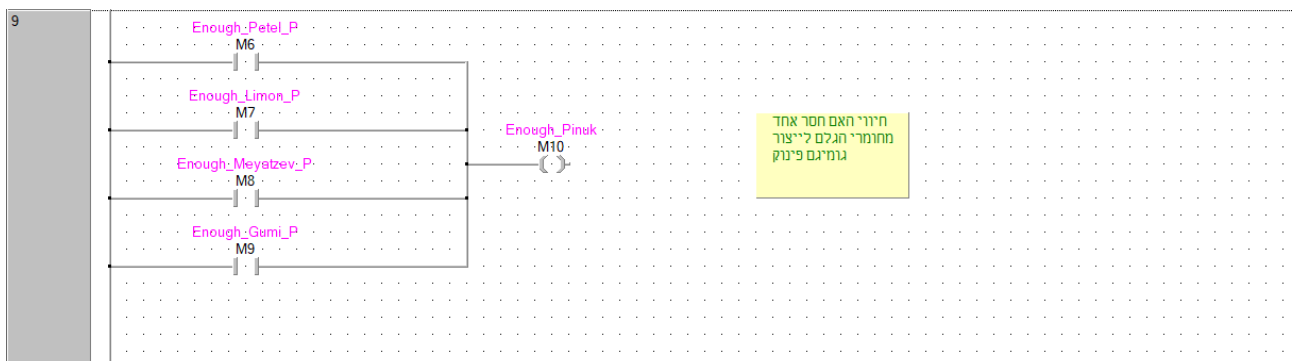 9
Enough_Petel_P
M6
Enough_Limon_P
M7
Enough_Meyatzev_P
M8
Enough_Gumi_P
M9
Enough_Pinuk
M10
חיווי האם חסר אחד
מחומרי הגלם לייצור
גומיגם פינוק